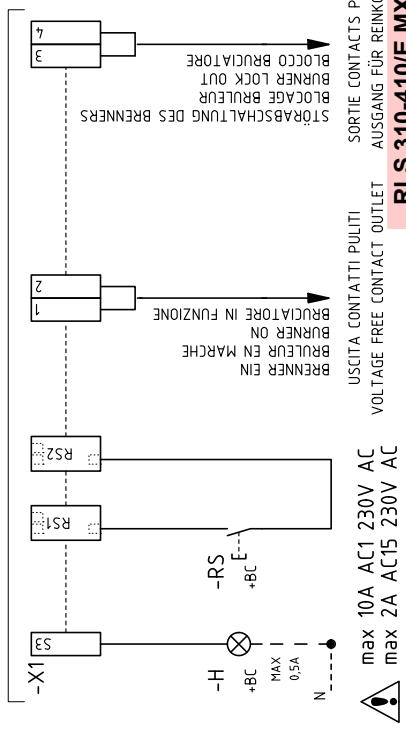 -X1
S3
RS1
RS2
1
2
3
4
-H
+BC
MAX
0,5A
N
-RS
+BC
BRENNER EIN
BRULEUR EN MARCHE
BURNER ON
BRUCIATORE IN FUNZIONE
STÖRABSCHALTUNG DES BRENNERS
BLOCAGE BRULEUR
BURNER LOCK OUT
BLOCCO BRUCIATORE
max 10A AC1 230V AC
max 2A AC15 230V AC
USCITA CONTATTI PULITI
VOLTAGE FREE CONTACT OUTLET
SORTIE CONTACTS P
AUSGANG FÜR REINKO
RLS 310-410/E MX